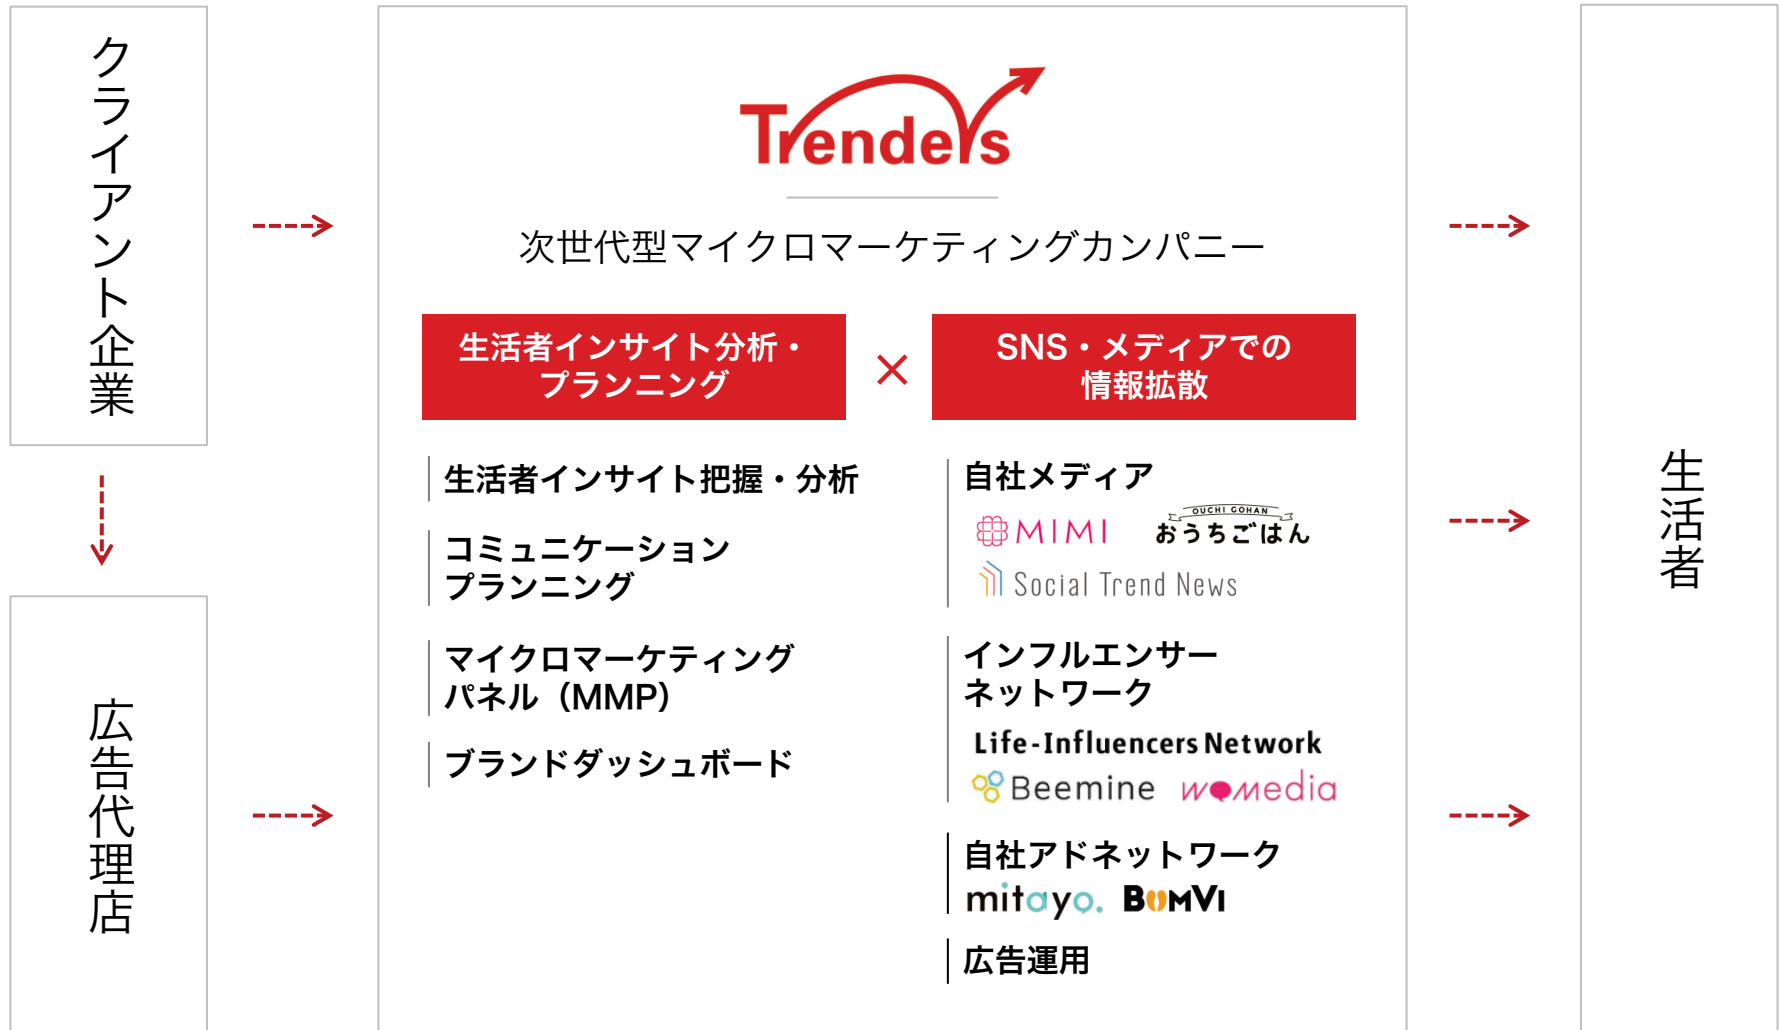 クライアント企業
広告代理店
Trenders
次世代型マイクロマーケティングカンパニー
生活者インサイト分析・
プランニング
×
SNS・メディアでの
情報拡散
生活者インサイト把握・分析
コミュニケーション
プランニング
マイクロマーケティング
パネル（MMP）
ブランドダッシュボード
自社メディア
MIMI
OUCHI GOHAN
おうちごはん
Social Trend News
インフルエンサー
ネットワーク
Life-Influencers Network
Beemine
womedia
自社アドネットワーク
mitayo.
BUMVI
広告運用
生活者